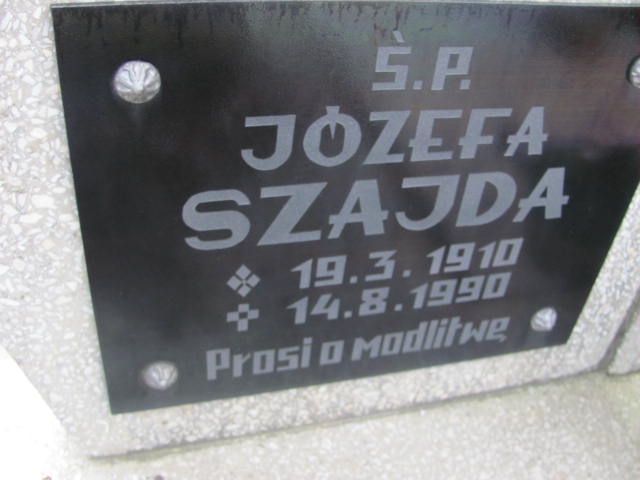 Ś.P.
JÓZEFA
SZAJDA
19.3.1910
14.8.1990
Prosi o modlitwę